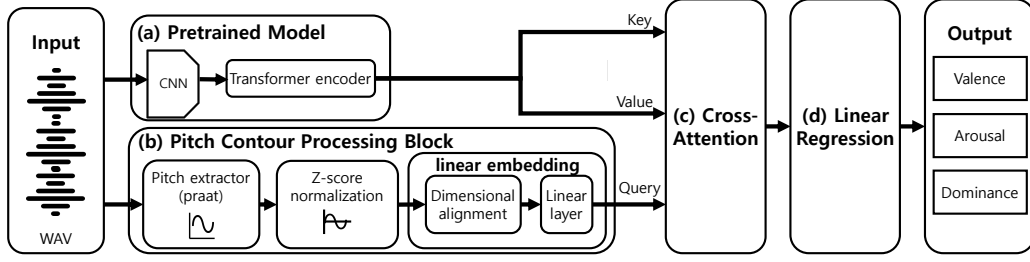 Input
WAV
(a) Pretrained Model
CNN
Transformer encoder
(b) Pitch Contour Processing Block
Pitch extractor
(praat)
Z-score
normalization
linear embedding
Dimensional
alignment
Linear
layer
Key
Value
Query
(c) Cross-
Attention
(d) Linear
Regression
Output
Valence
Arousal
Dominance